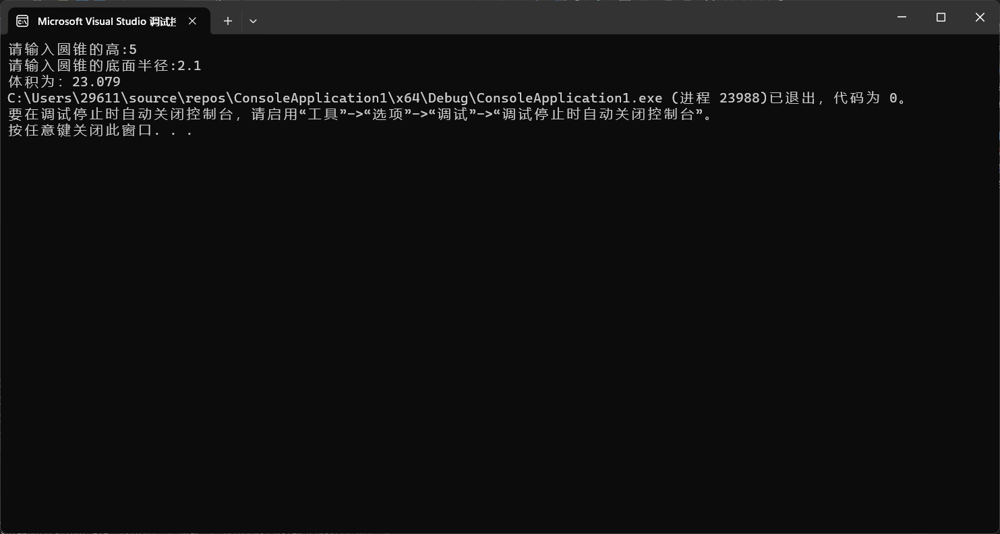 Microsoft Visual Studio 调试
请输入圆锥的高:5
请输入圆锥的底面半径:2.1
体积为：23.079
C:\Users\29611\source\repos\ConsoleApplication1\x64\Debug\ConsoleApplication1.exe (进程 23988)已退出，代码为 0。
要在调试停止时自动关闭控制台，请启用“工具”->“选项”->“调试”->“调试停止时自动关闭控制台”。
按任意键关闭此窗口. . .